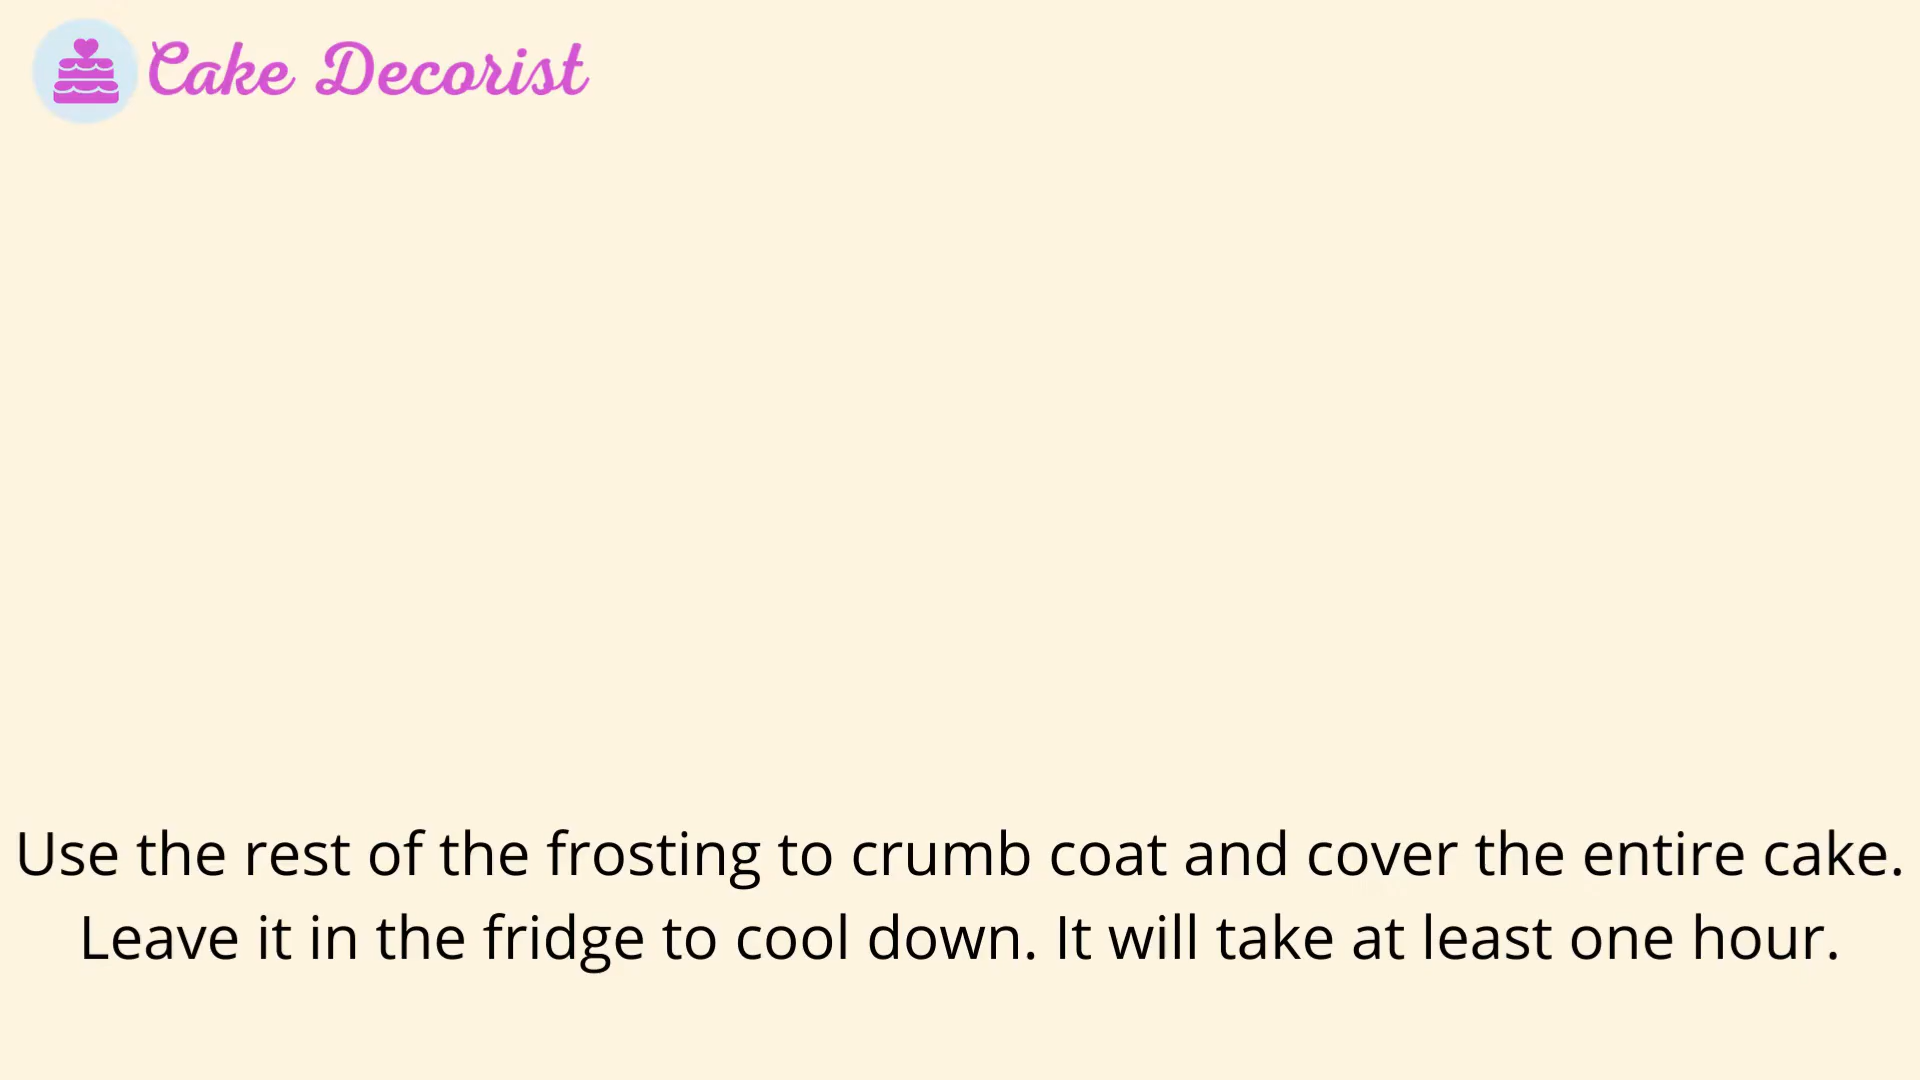 Cake Decorist
Use the rest of the frosting to crumb coat and cover the entire cake.
Leave it in the fridge to cool down. It will take at least one hour.